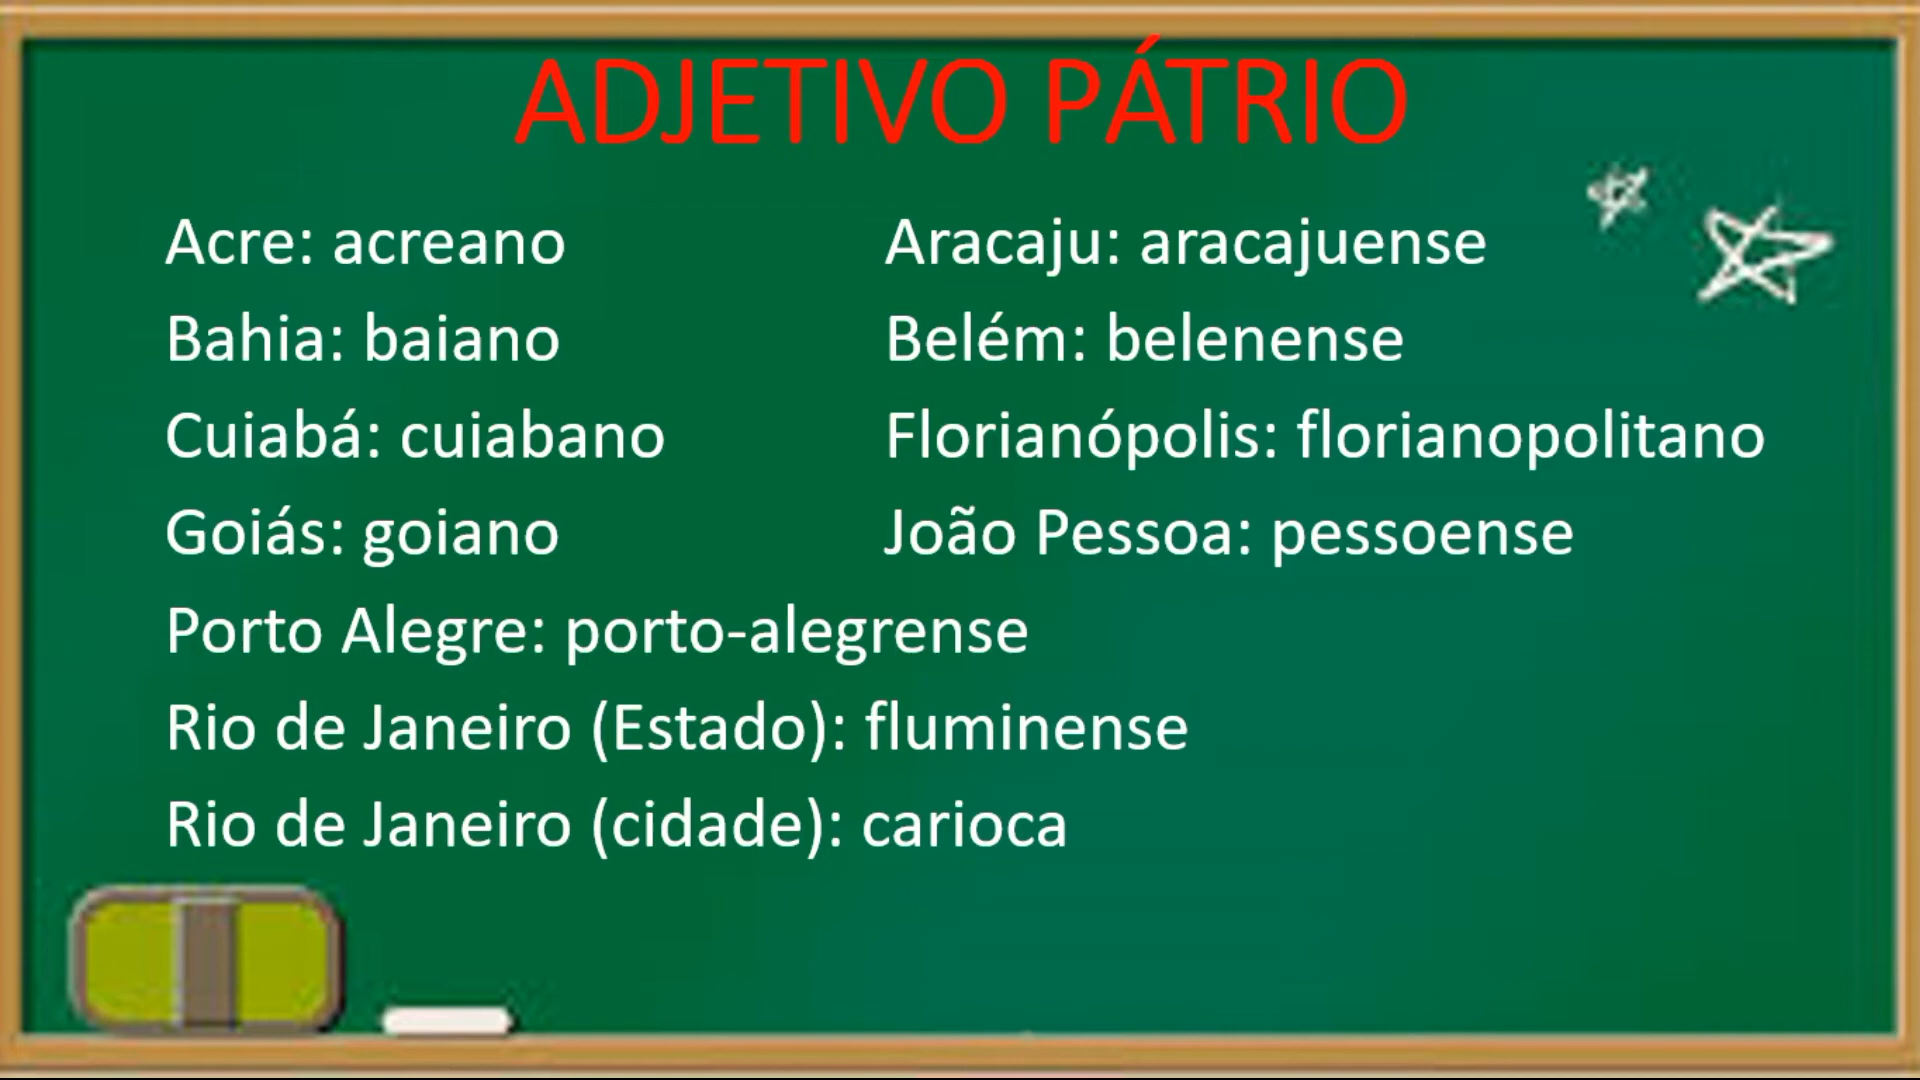 ADJETIVO PÁTRIO
Acre: acreano
Bahia: baiano
Cuiabá: cuiabano
Goiás: goiano
Aracaju: aracajuense
Belém: belenense
Florianópolis: florianopolitano
João Pessoa: pessoense
Porto Alegre: porto-alegrense
Rio de Janeiro (Estado): fluminense
Rio de Janeiro (cidade): carioca